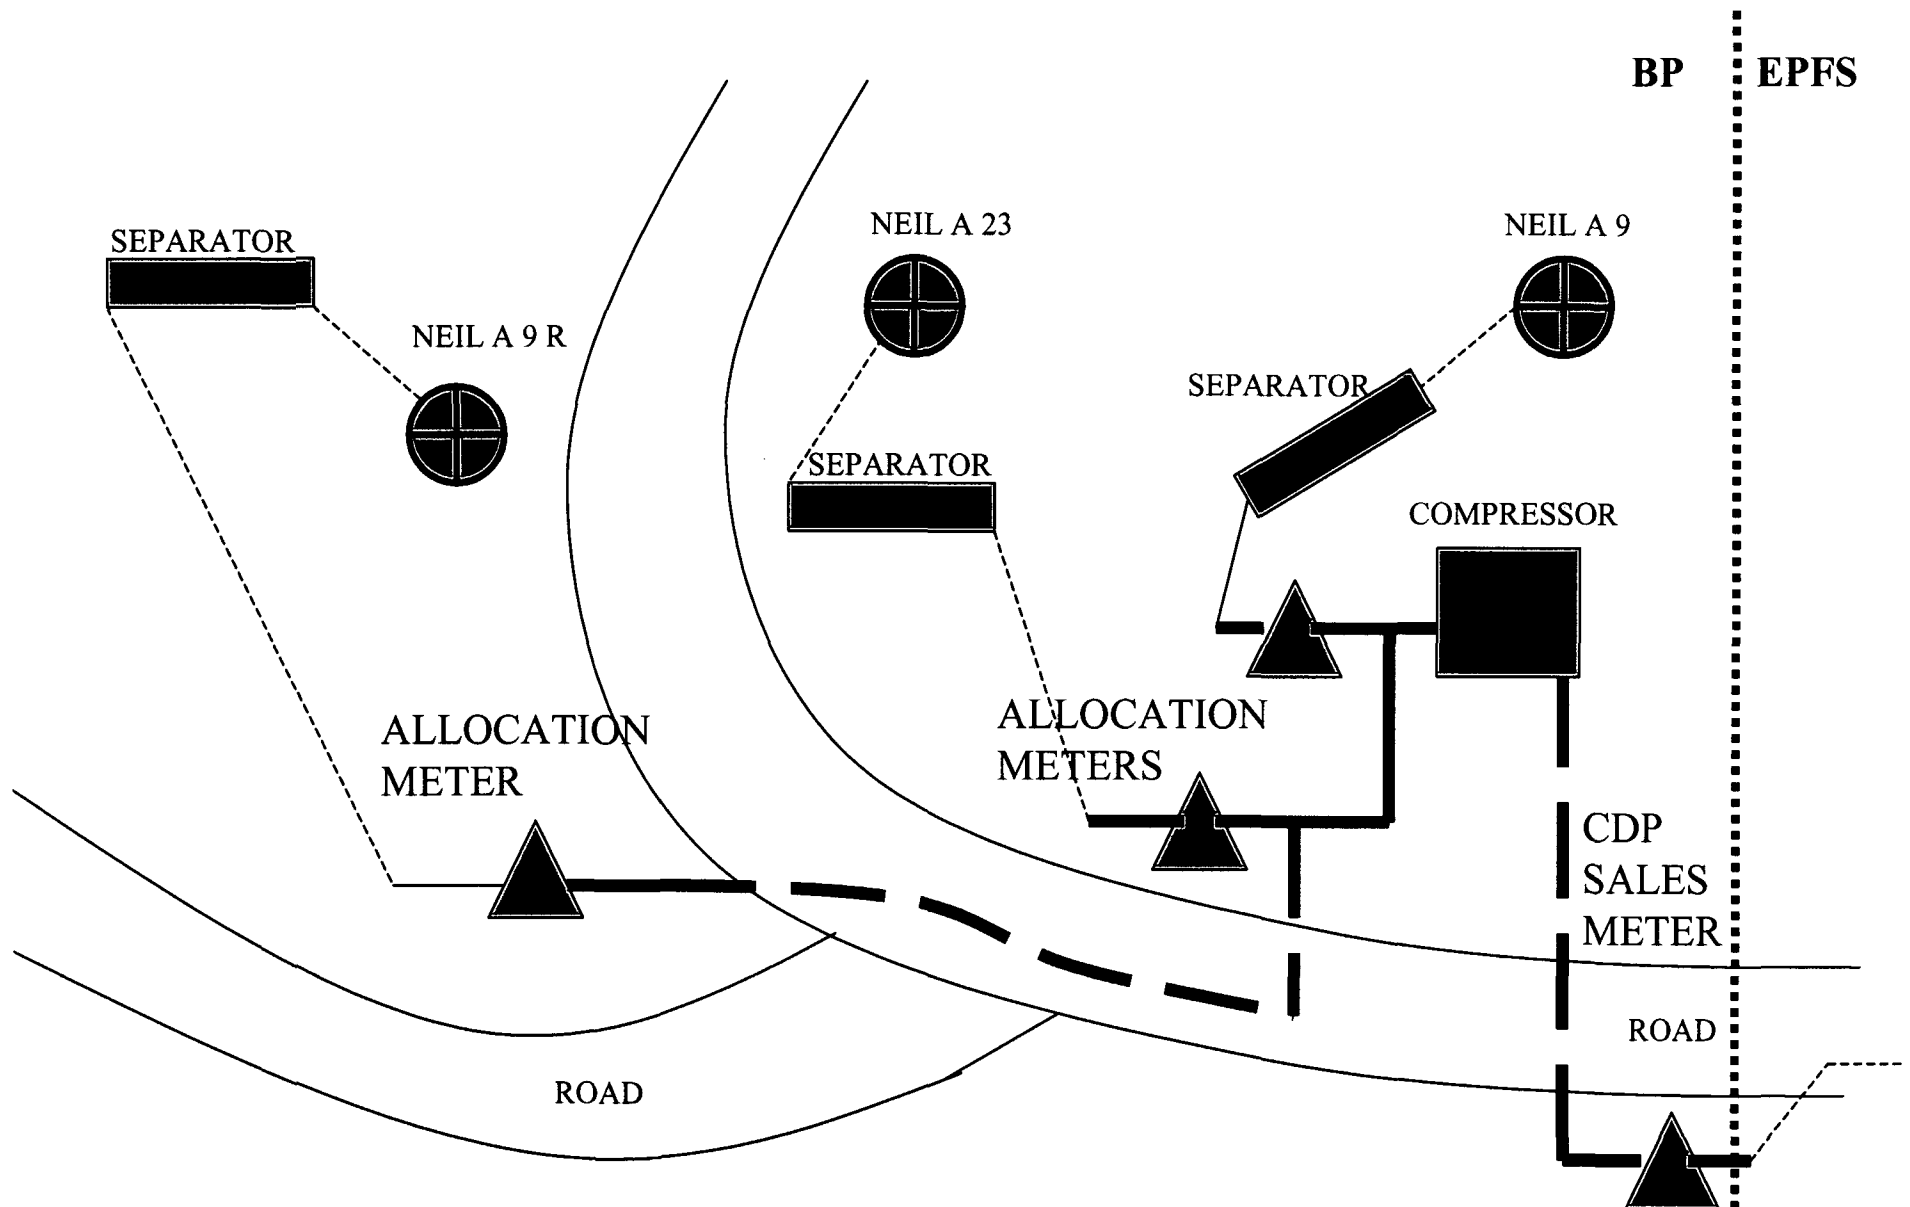 BP EPFS
NEIL A 23
NEIL A 9
SEPARATOR
NEIL A 9 R
SEPARATOR
SEPARATOR
COMPRESSOR
ALLOCATION
METER
ALLOCATION
METERS
CDP
SALES
METER
ROAD
ROAD